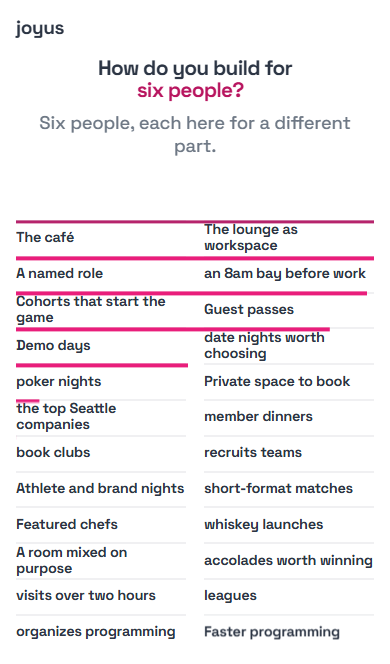 joyus
How do you build for
six people?
Six people, each here for a different
part.
The café
The lounge as
workspace
A named role
an 8am bay before work
Cohorts that start the
game
Guest passes
Demo days
date nights worth
choosing
poker nights
Private space to book
the top Seattle
companies
member dinners
book clubs
recruits teams
Athlete and brand nights
short-format matches
Featured chefs
whiskey launches
A room mixed on
purpose
accolades worth winning
visits over two hours
leagues
organizes programming
Faster programming